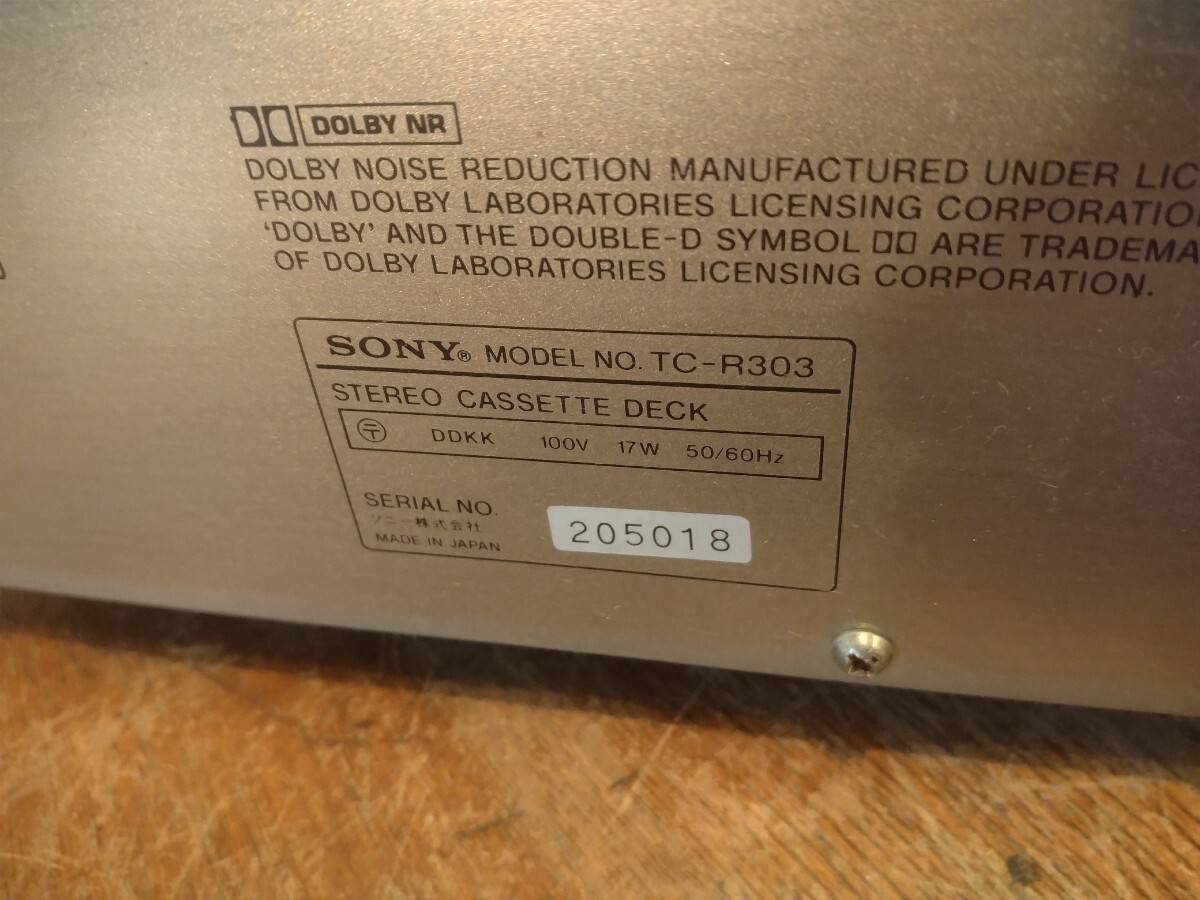 DOLBY NR
DOLBY NOISE REDUCTION MANUFACTURED UNDER LIC
FROM DOLBY LABORATORIES LICENSING CORPORATIO
'DOLBY' AND THE DOUBLE-D SYMBOL ARE TRADEMA
OF DOLBY LABORATORIES LICENSING CORPORATION.
SONY® MODEL NO. TC-R303
STEREO CASSETTE DECK
〶 DDKK 100V 17W 50/60Hz
SERIAL NO. 205018
ソニー株式会社
MADE IN JAPAN